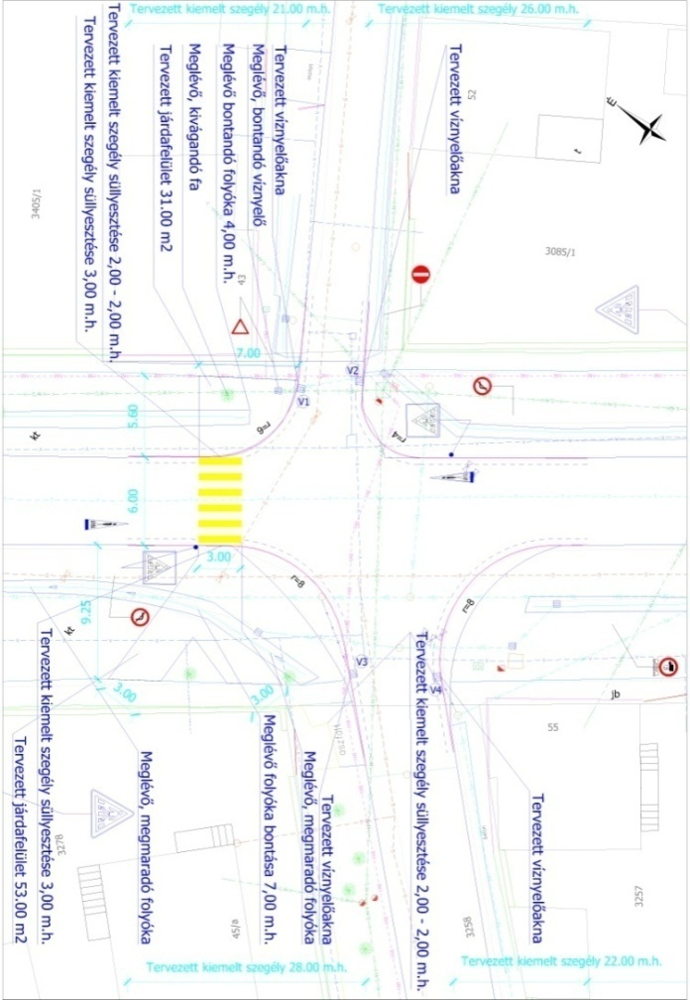 Tervezett kiemelt szegély 21.00 m.h.
Tervezett kiemelt szegély 26.00 m.h.
Tervezett víznyelőakna
Tervezett víznyelőakna
Meglévő, bontandó víznyelő
Meglévő bontandó folyóka 4,00 m.h.
Meglévő, kivágandó fa
Tervezett járdafelület 31.00 m2
Tervezett kiemelt szegély süllyesztése 2,00 - 2,00 m.h.
Tervezett kiemelt szegély süllyesztése 3,00 m.h.
52
É
3405/1
3085/1
43
7.00
V2
V1
r=6
r=4
5.60
6.00
3.00
r=8
r=8
9.25
V3
V4
3.00
3.00
jb
55
Tervezett kiemelt szegély süllyesztése 2,00 - 2,00 m.h.
Tervezett víznyelőakna
Tervezett víznyelőakna
Meglévő, megmaradó folyóka
Meglévő folyóka bontása 7,00 m.h.
Meglévő, megmaradó folyóka
Tervezett kiemelt szegély süllyesztése 3,00 m.h.
Tervezett járdafelület 53.00 m2
3278
45/a
3258
3257
Tervezett kiemelt szegély 28.00 m.h.
Tervezett kiemelt szegély 22.00 m.h.